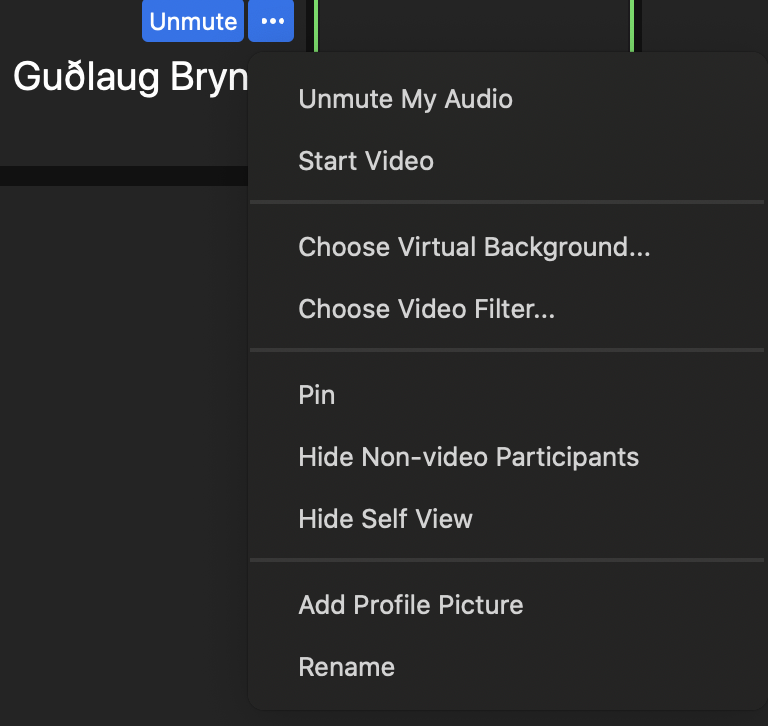 Unmute ···
Guðlaug Bryn
Unmute My Audio
Start Video
Choose Virtual Background...
Choose Video Filter...
Pin
Hide Non-video Participants
Hide Self View
Add Profile Picture
Rename